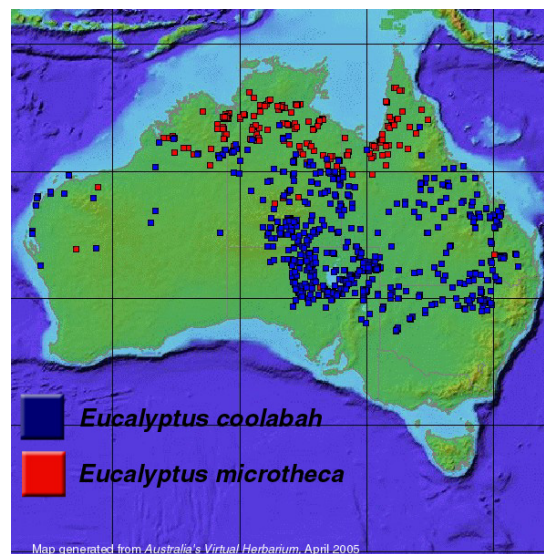 Eucalyptus coolabah
Eucalyptus microtheca
Map generated from Australia's Virtual Herbarium, April 2005